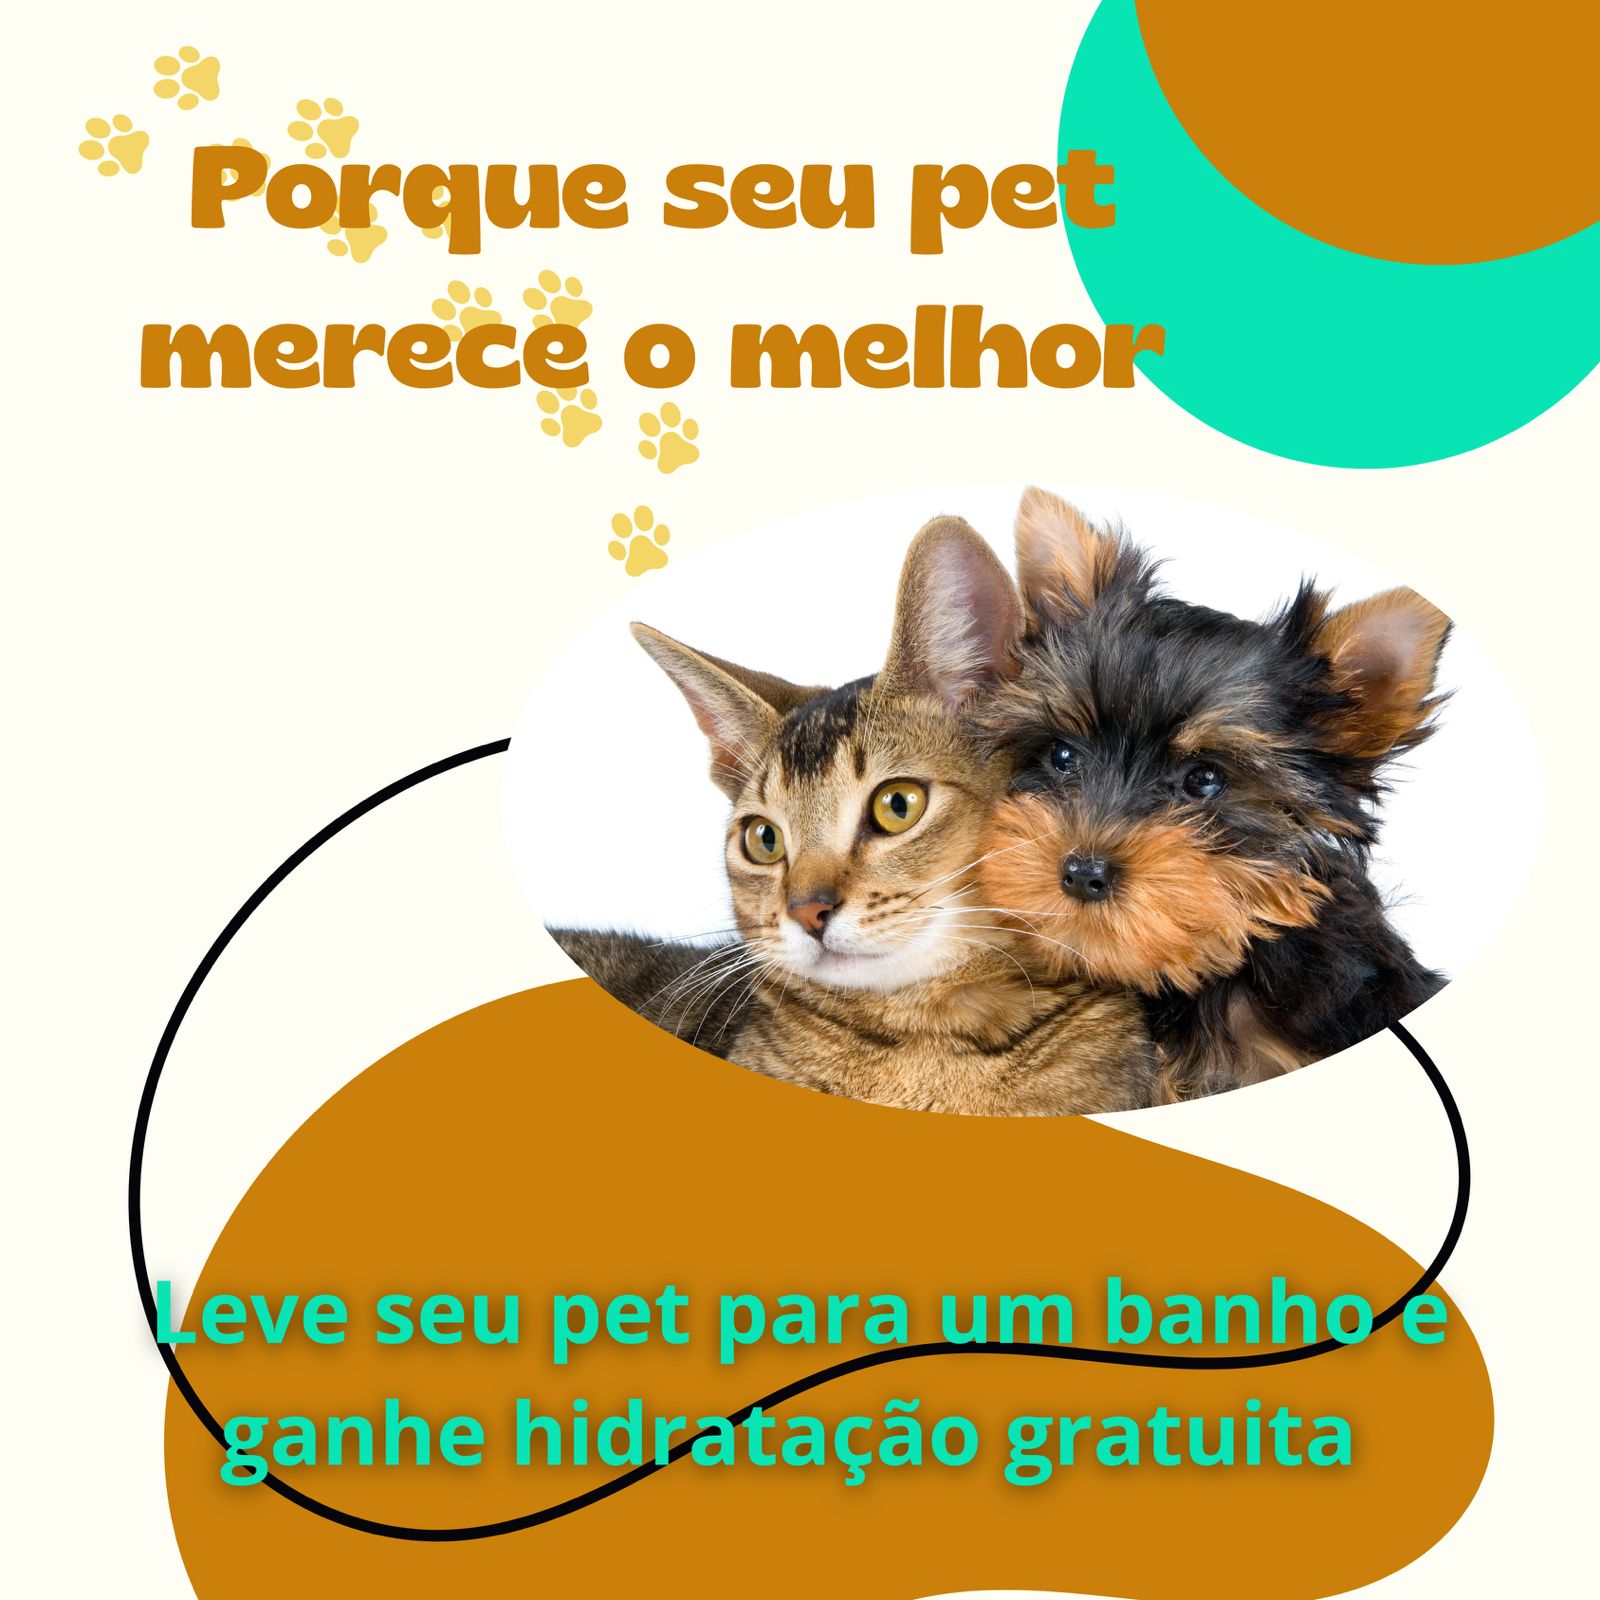 Porque seu pet
merece o melhor
Leve seu pet para um banho e
ganhe hidratação gratuita